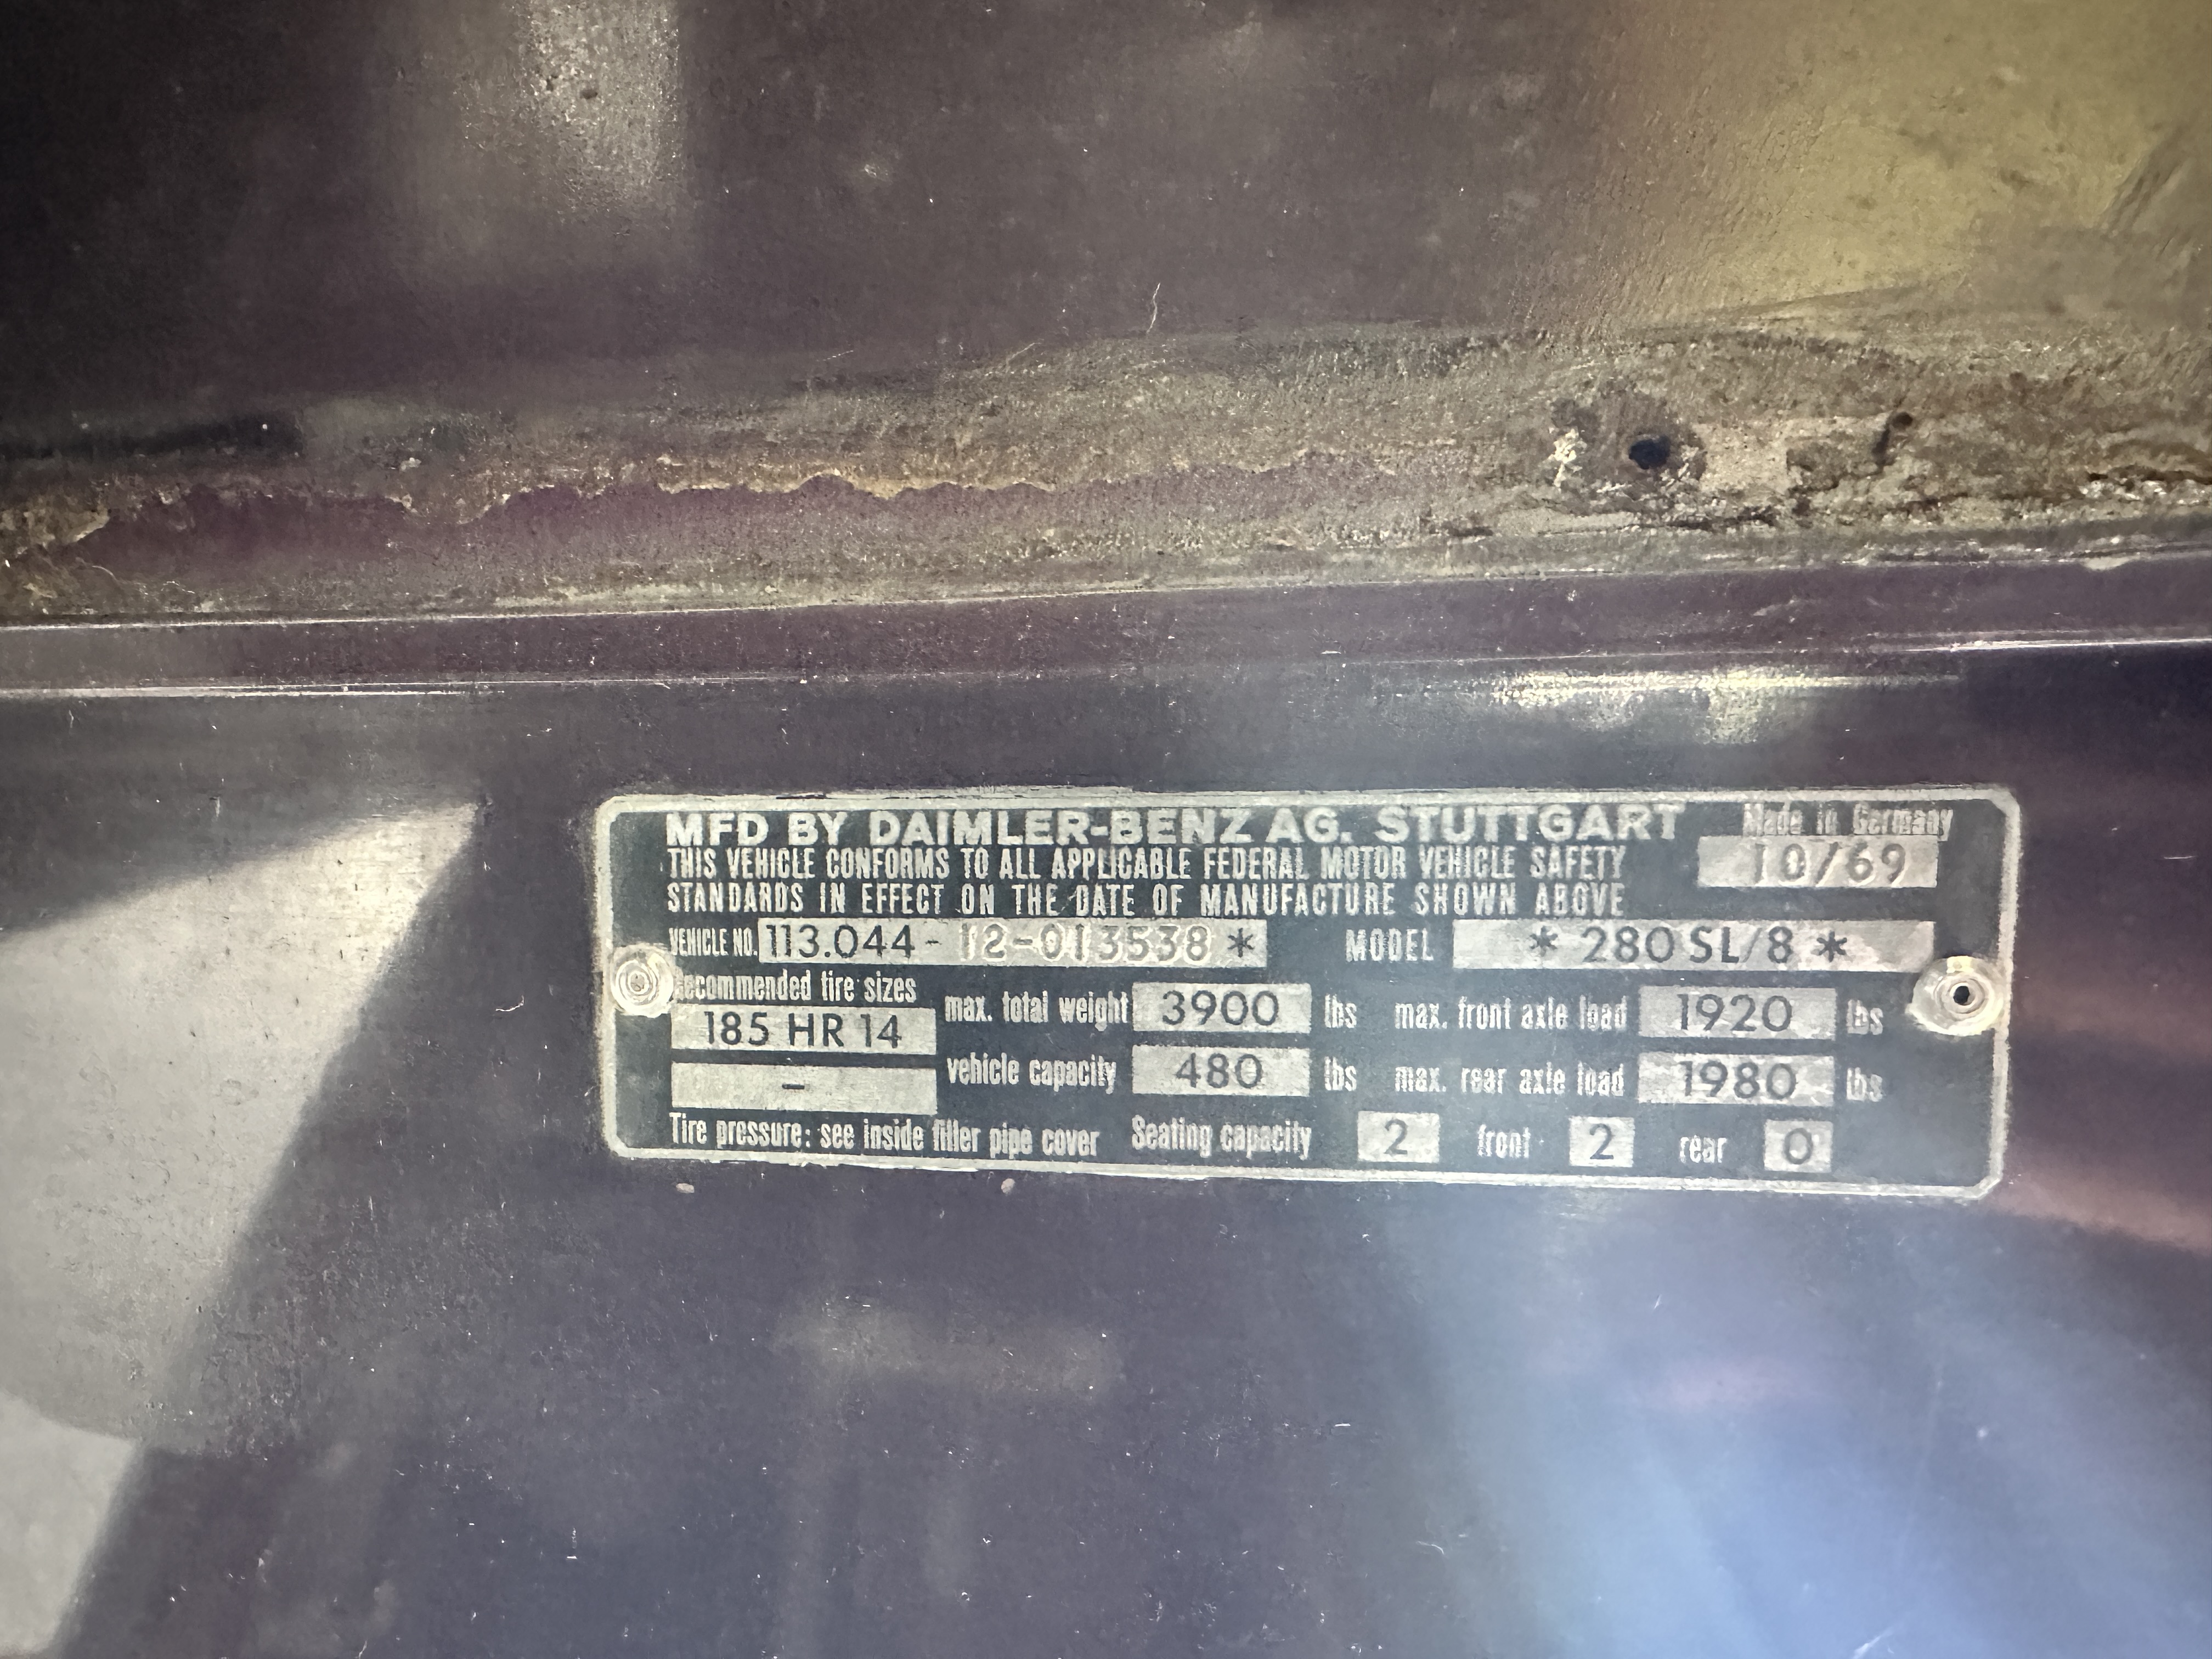 MFD BY DAIMLER-BENZ AG. STUTTGART Made in Germany
THIS VEHICLE CONFORMS TO ALL APPLICABLE FEDERAL MOTOR VEHICLE SAFETY 10/69
STANDARDS IN EFFECT ON THE DATE OF MANUFACTURE SHOWN ABOVE
VEHICLE NO. 113.044- 12-013538 * MODEL * 280 SL/8 *
recommended tire sizes
185 HR 14 max. total weight 3900 lbs max. front axle load 1920 lbs
- vehicle capacity 480 lbs max. rear axle load 1980 lbs
Tire pressure: see inside filler pipe cover Seating capacity 2 front 2 rear 0